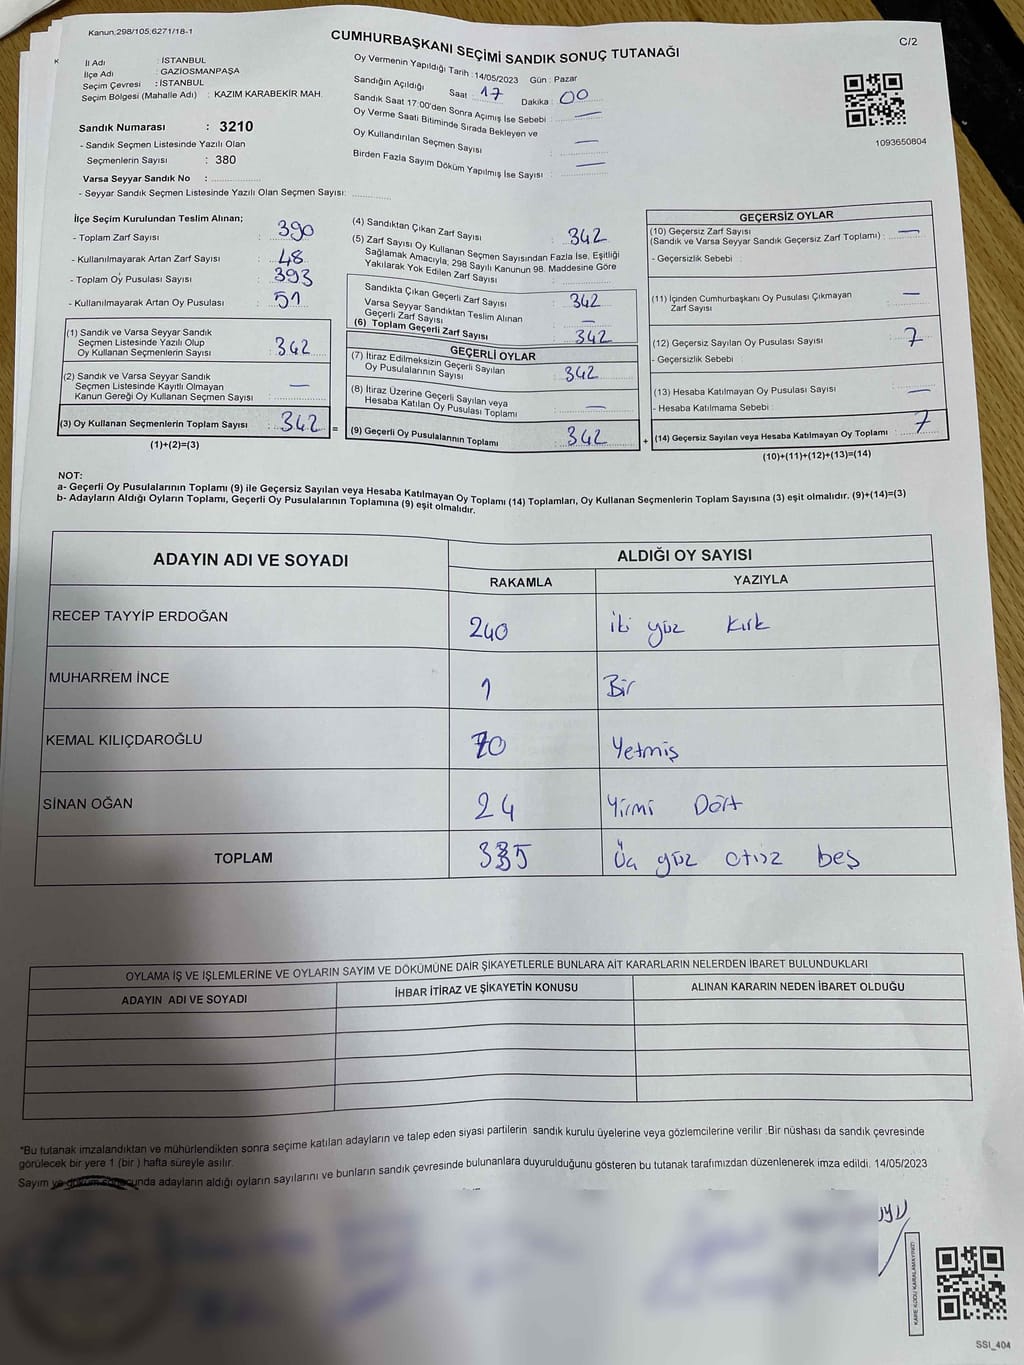 Kanun,298/105,6271/18-1
CUMHURBAŞKANI SEÇİMİ SANDIK SONUÇ TUTANAĞI
C/2
K
İl Adı : İSTANBUL
İlçe Adı : GAZİOSMANPAŞA
Seçim Çevresi : İSTANBUL
Seçim Bölgesi (Mahalle Adı) : KAZIM KARABEKİR MAH.
Sandık Numarası : 3210
- Sandık Seçmen Listesinde Yazılı Olan
Seçmenlerin Sayısı : 380
Varsa Seyyar Sandık No :
- Seyyar Sandık Seçmen Listesinde Yazılı Olan Seçmen Sayısı:
Oy Vermenin Yapıldığı Tarih : 14/05/2023 Gün : Pazar
Sandığın Açıldığı Saat : 17 Dakika : 00
Sandık Saat 17:00'den Sonra Açımış İse Sebebi : —
Oy Verme Saati Bitiminde Sırada Bekleyen ve
Oy Kullandırılan Seçmen Sayısı : —
Birden Fazla Sayım Döküm Yapılmış İse Sayısı : —
1093650804
İlçe Seçim Kurulundan Teslim Alınan;
- Toplam Zarf Sayısı : 390
- Kullanılmayarak Artan Zarf Sayısı : 48
- Toplam Oy Pusulası Sayısı : 393
- Kullanılmayarak Artan Oy Pusulası : 51
(1) Sandık ve Varsa Seyyar Sandık
Seçmen Listesinde Yazılı Olup
Oy Kullanan Seçmenlerin Sayısı : 342
(2) Sandık ve Varsa Seyyar Sandık
Seçmen Listesinde Kayıtlı Olmayan
Kanun Gereği Oy Kullanan Seçmen Sayısı : —
(3) Oy Kullanan Seçmenlerin Toplam Sayısı : 342 =
(1)+(2)=(3)
(4) Sandıktan Çıkan Zarf Sayısı : 342
(5) Zarf Sayısı Oy Kullanan Seçmen Sayısından Fazla İse, Eşitliği
Sağlamak Amacıyla; 298 Sayılı Kanunun 98. Maddesine Göre
Yakılarak Yok Edilen Zarf Sayısı :
Sandıkta Çıkan Geçerli Zarf Sayısı : 342
Varsa Seyyar Sandıktan Teslim Alınan
Geçerli Zarf Sayısı : —
(6) Toplam Geçerli Zarf Sayısı : 342
GEÇERLİ OYLAR
(7) İtiraz Edilmeksizin Geçerli Sayılan
Oy Pusulalarının Sayısı : 342
(8) İtiraz Üzerine Geçerli Sayılan veya
Hesaba Katılan Oy Pusulası Toplamı : —
(9) Geçerli Oy Pusulalarının Toplamı : 342 +
GEÇERSİZ OYLAR
(10) Geçersiz Zarf Sayısı
(Sandık ve Varsa Seyyar Sandık Geçersiz Zarf Toplamı) : —
- Geçersizlik Sebebi :
(11) İçinden Cumhurbaşkanı Oy Pusulası Çıkmayan
Zarf Sayısı : —
(12) Geçersiz Sayılan Oy Pusulası Sayısı : 7
- Geçersizlik Sebebi
(13) Hesaba Katılmayan Oy Pusulası Sayısı : —
- Hesaba Katılmama Sebebi :
(14) Geçersiz Sayılan veya Hesaba Katılmayan Oy Toplamı : 7
(10)+(11)+(12)+(13)=(14)
NOT:
a- Geçerli Oy Pusulalarının Toplamı (9) ile Geçersiz Sayılan veya Hesaba Katılmayan Oy Toplamı (14) Toplamları, Oy Kullanan Seçmenlerin Toplam Sayısına (3) eşit olmalıdır. (9)+(14)=(3)
b- Adayların Aldığı Oyların Toplamı, Geçerli Oy Pusulalarının Toplamına (9) eşit olmalıdır.
ADAYIN ADI VE SOYADI
ALDIĞI OY SAYISI
RAKAMLA YAZIYLA
RECEP TAYYİP ERDOĞAN 240 iki yüz kırk
MUHARREM İNCE 1 Bir
KEMAL KILIÇDAROĞLU 70 Yetmiş
SİNAN OĞAN 24 Yirmi Dört
TOPLAM 335 Üç yüz otuz beş
OYLAMA İŞ VE İŞLEMLERİNE VE OYLARIN SAYIM VE DÖKÜMÜNE DAİR ŞİKAYETLERLE BUNLARA AİT KARARLARIN NELERDEN İBARET BULUNDUKLARI
ADAYIN ADI VE SOYADI İHBAR İTİRAZ VE ŞİKAYETİN KONUSU ALINAN KARARIN NEDEN İBARET OLDUĞU
*Bu tutanak imzalandıktan ve mühürlendikten sonra seçime katılan adayların ve talep eden siyasi partilerin sandık kurulu üyelerine veya gözlemcilerine verilir .Bir nüshası da sandık çevresinde
görülecek bir yere 1 (bir ) hafta süreyle asılır.
Sayım ve döküm sonucunda adayların aldığı oyların sayılarını ve bunların sandık çevresinde bulunanlara duyurulduğunu gösteren bu tutanak tarafımızdan düzenlenerek imza edildi. 14/05/2023
KARE KODU KARALAMAYINIZ!
SSI_404